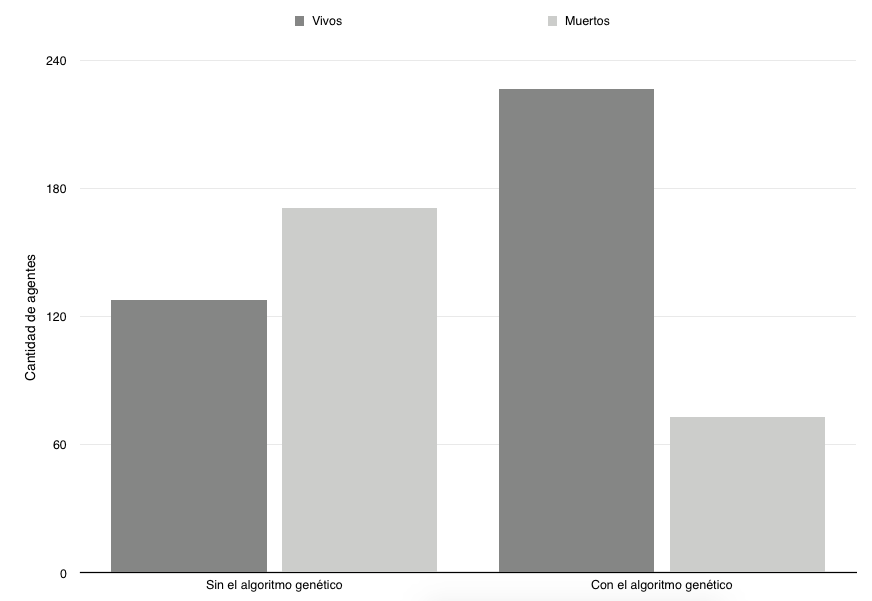 Vivos
Muertos
240
180
120
60
0
Cantidad de agentes
Sin el algoritmo genético
Con el algoritmo genético